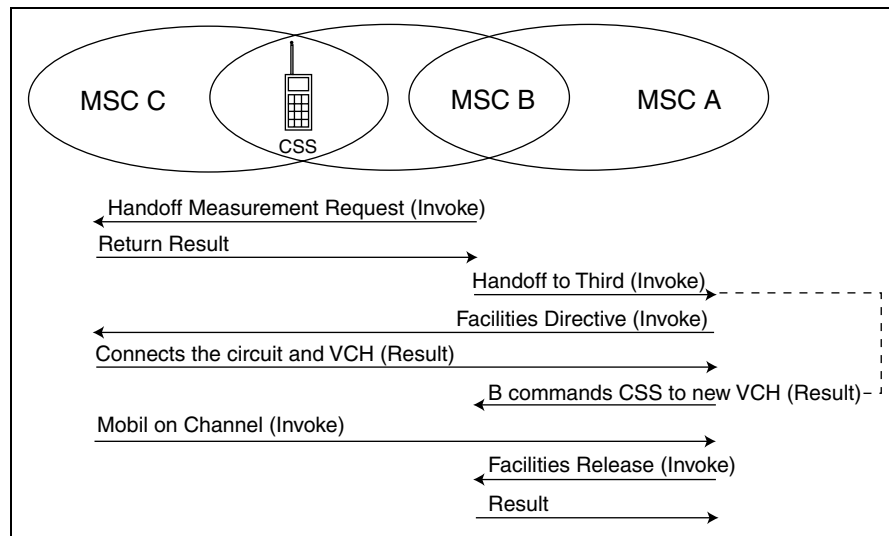 MSC C
MSC B
MSC A
CSS
Handoff Measurement Request (Invoke)
Return Result
Handoff to Third (Invoke)
Facilities Directive (Invoke)
Connects the circuit and VCH (Result)
B commands CSS to new VCH (Result)
Mobil on Channel (Invoke)
Facilities Release (Invoke)
Result